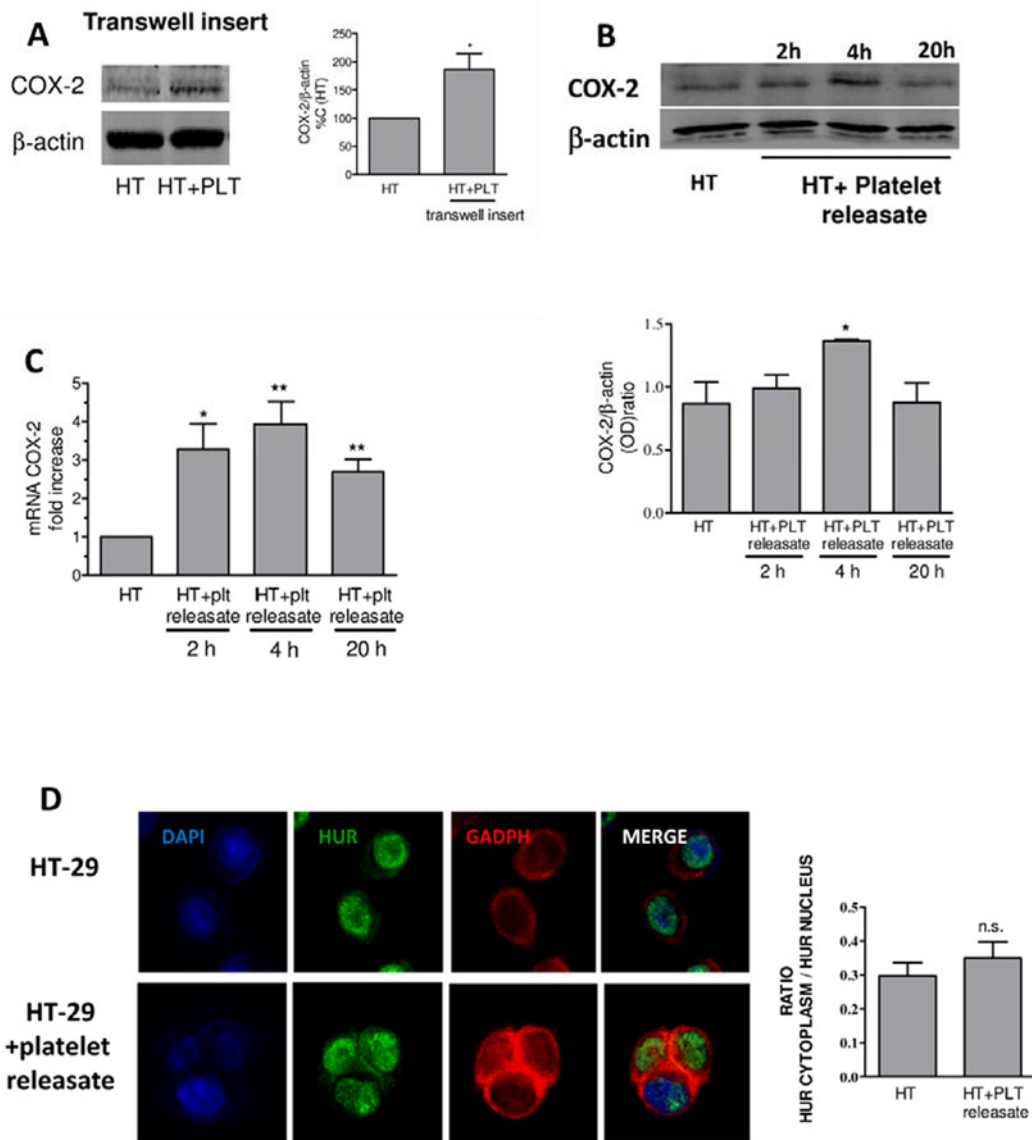 A
Transwell insert
COX-2
β-actin
HT HT+PLT
COX-2/β-actin
%C (HT)
250
200
150
100
50
0
*
HT
HT+PLT
transwell insert
B
2h 4h 20h
COX-2
β-actin
HT
HT+ Platelet
releasate
COX-2/β-actin
(OD)ratio
1.5
1.0
0.5
0.0
*
HT
HT+PLT
releasate
2 h
HT+PLT
releasate
4 h
HT+PLT
releasate
20 h
C
mRNA COX-2
fold increase
5
4
3
2
1
0
*
**
**
HT
HT+plt
releasate
2 h
HT+plt
releasate
4 h
HT+plt
releasate
20 h
D
HT-29
DAPI
HUR
GADPH
MERGE
HT-29
+platelet
releasate
RATIO
HUR CYTOPLASM / HUR NUCLEUS
0.5
0.4
0.3
0.2
0.1
0.0
n.s.
HT
HT+PLT
releasate